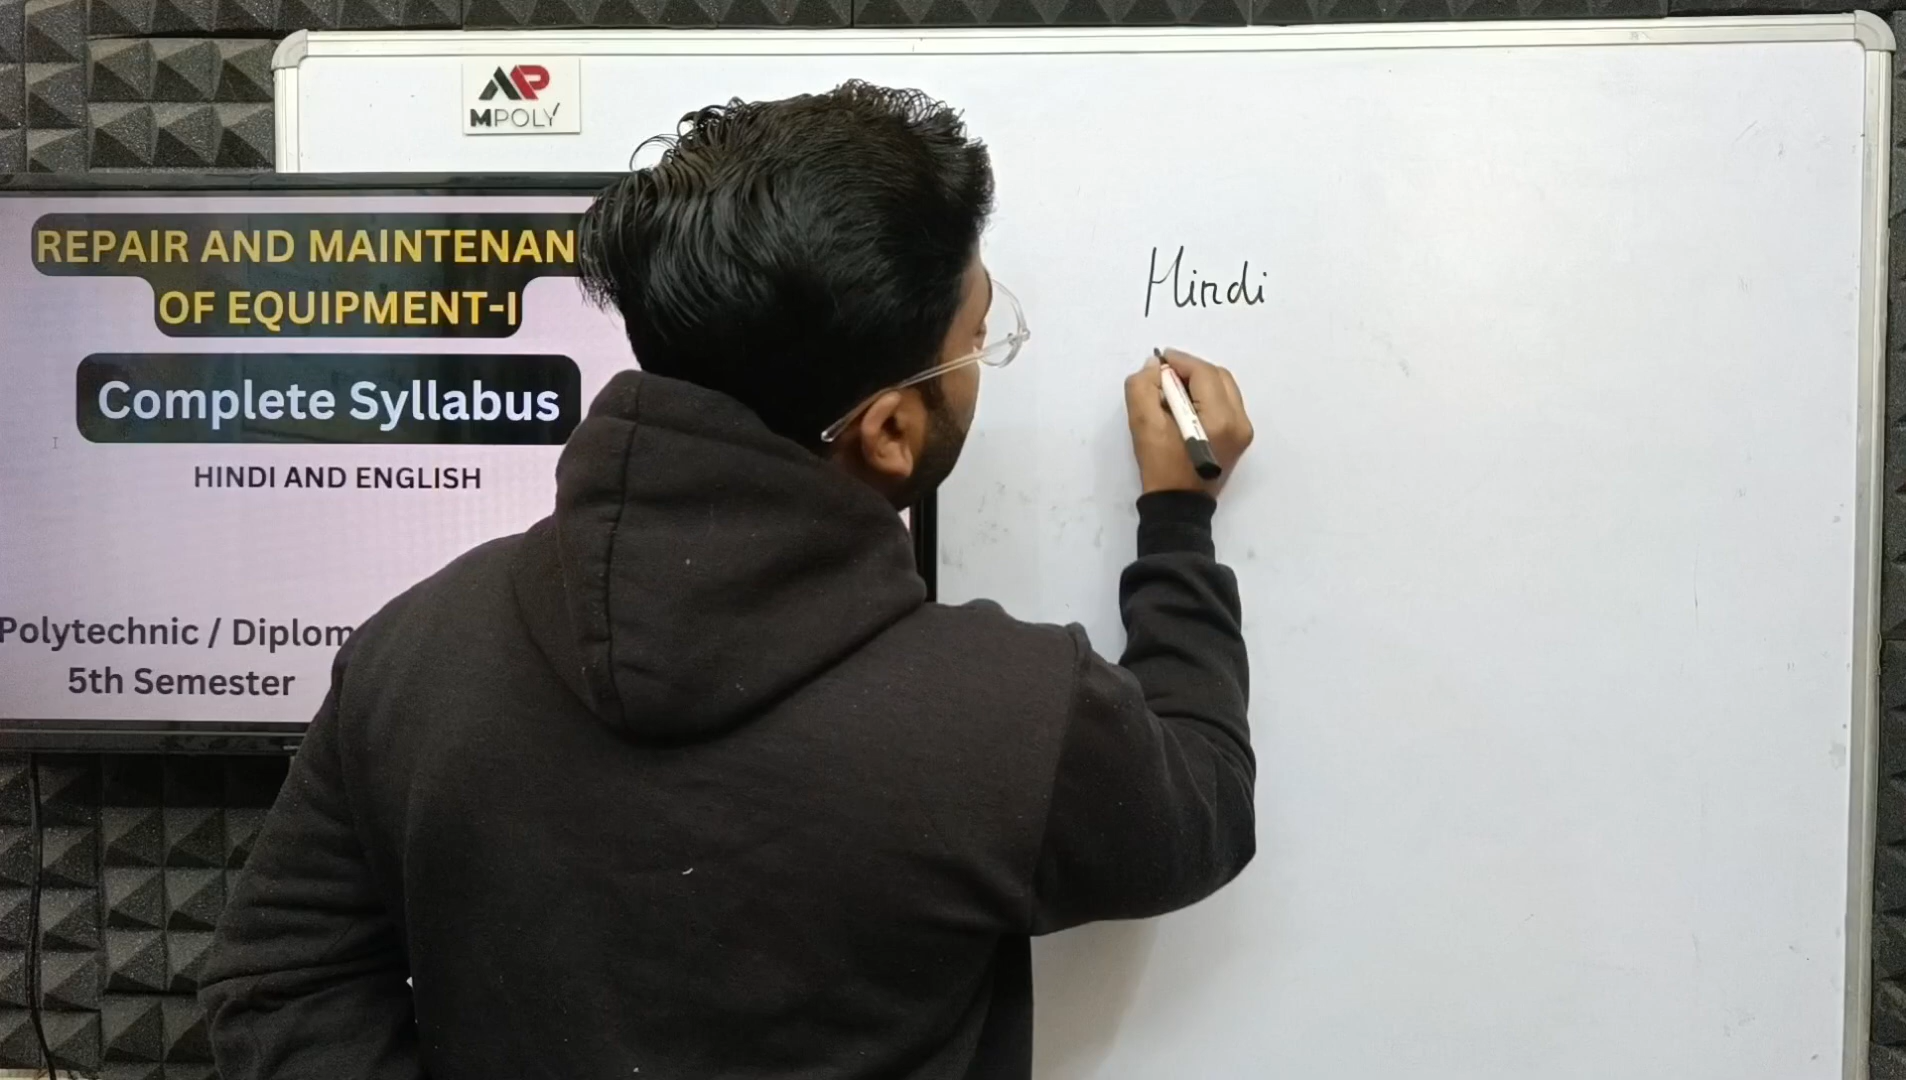 MPOLY
REPAIR AND MAINTENAN
OF EQUIPMENT-I
Complete Syllabus
HINDI AND ENGLISH
Polytechnic / Diplom
5th Semester
Hindi